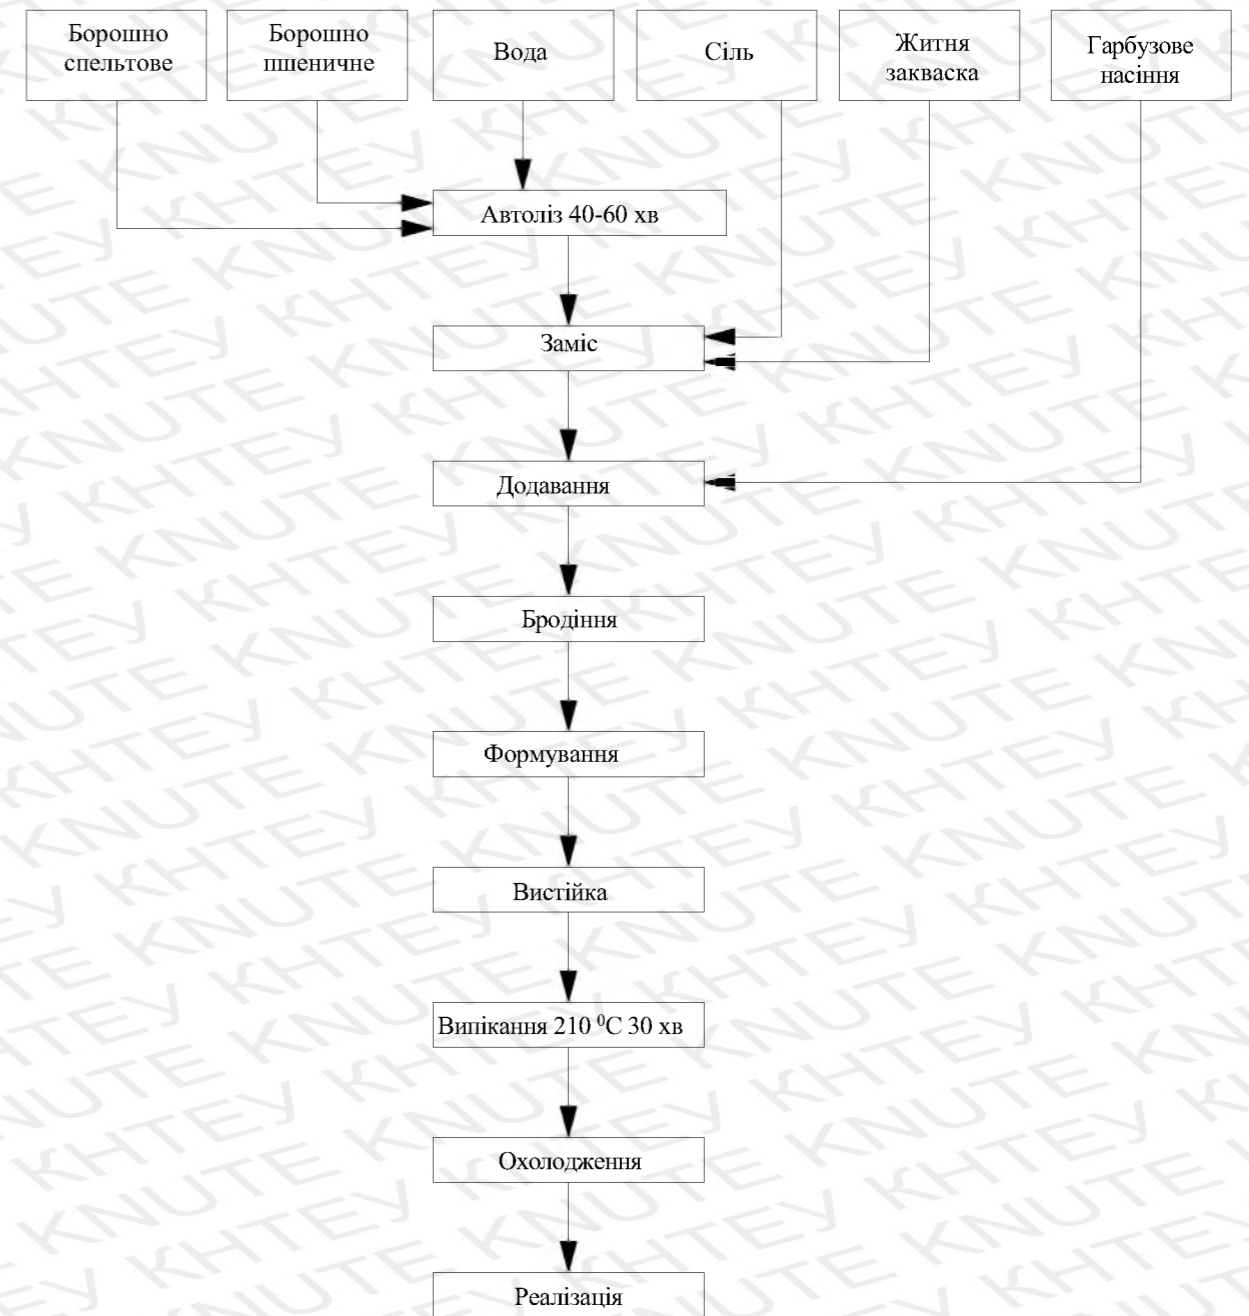 Борошно
спельтове
Борошно
пшеничне
Вода
Сіль
Житня
закваска
Гарбузове
насіння
Автоліз 40-60 хв
Заміс
Додавання
Бродіння
Формування
Вистійка
Випікання 210 ⁰С 30 хв
Охолодження
Реалізація